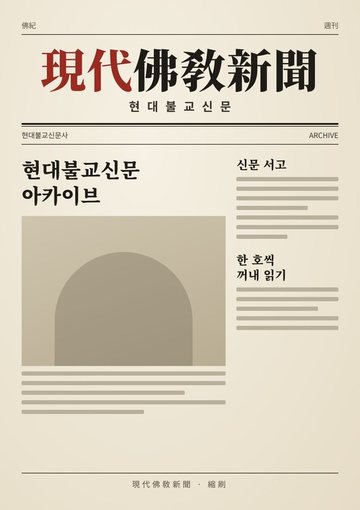 佛紀
週刊
現代佛敎新聞
현대불교신문
현대불교신문사
ARCHIVE
현대불교신문
아카이브
신문 서고
한 호씩
꺼내 읽기
現代佛敎新聞 · 縮刷